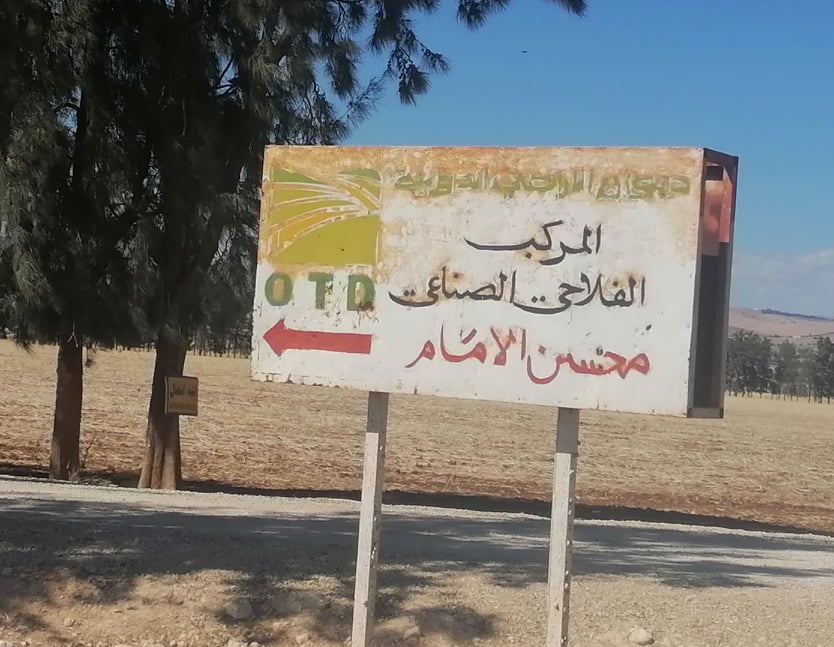 ديوان الأراضي الدولية
المركب
الفلاحي الصناعي
محسن الامام
OTD